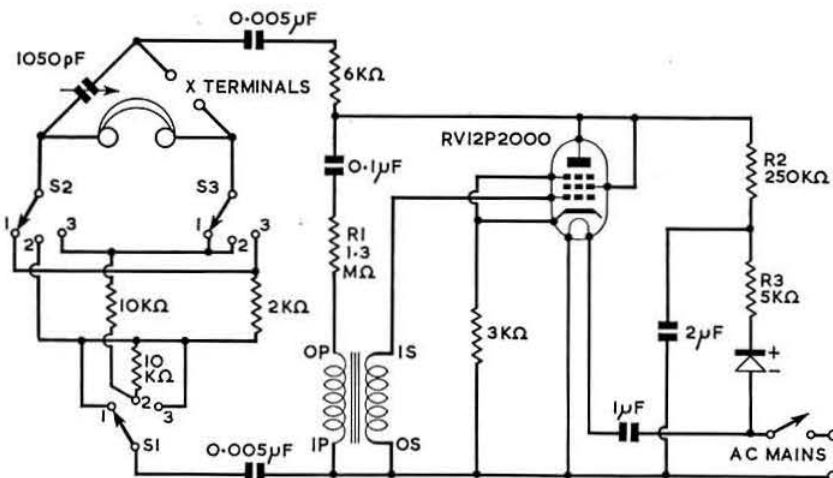 0·005µF
1050pF
6KΩ
X TERMINALS
RV12P2000
0·1µF
R2
250KΩ
S2
S3
1
2
3
1
2
3
R1
1·3
MΩ
R3
5KΩ
10KΩ
2KΩ
3KΩ
2µF
+
−
10
KΩ
OP
IS
1
2
3
1µF
IP
OS
S1
0·005µF
AC MAINS